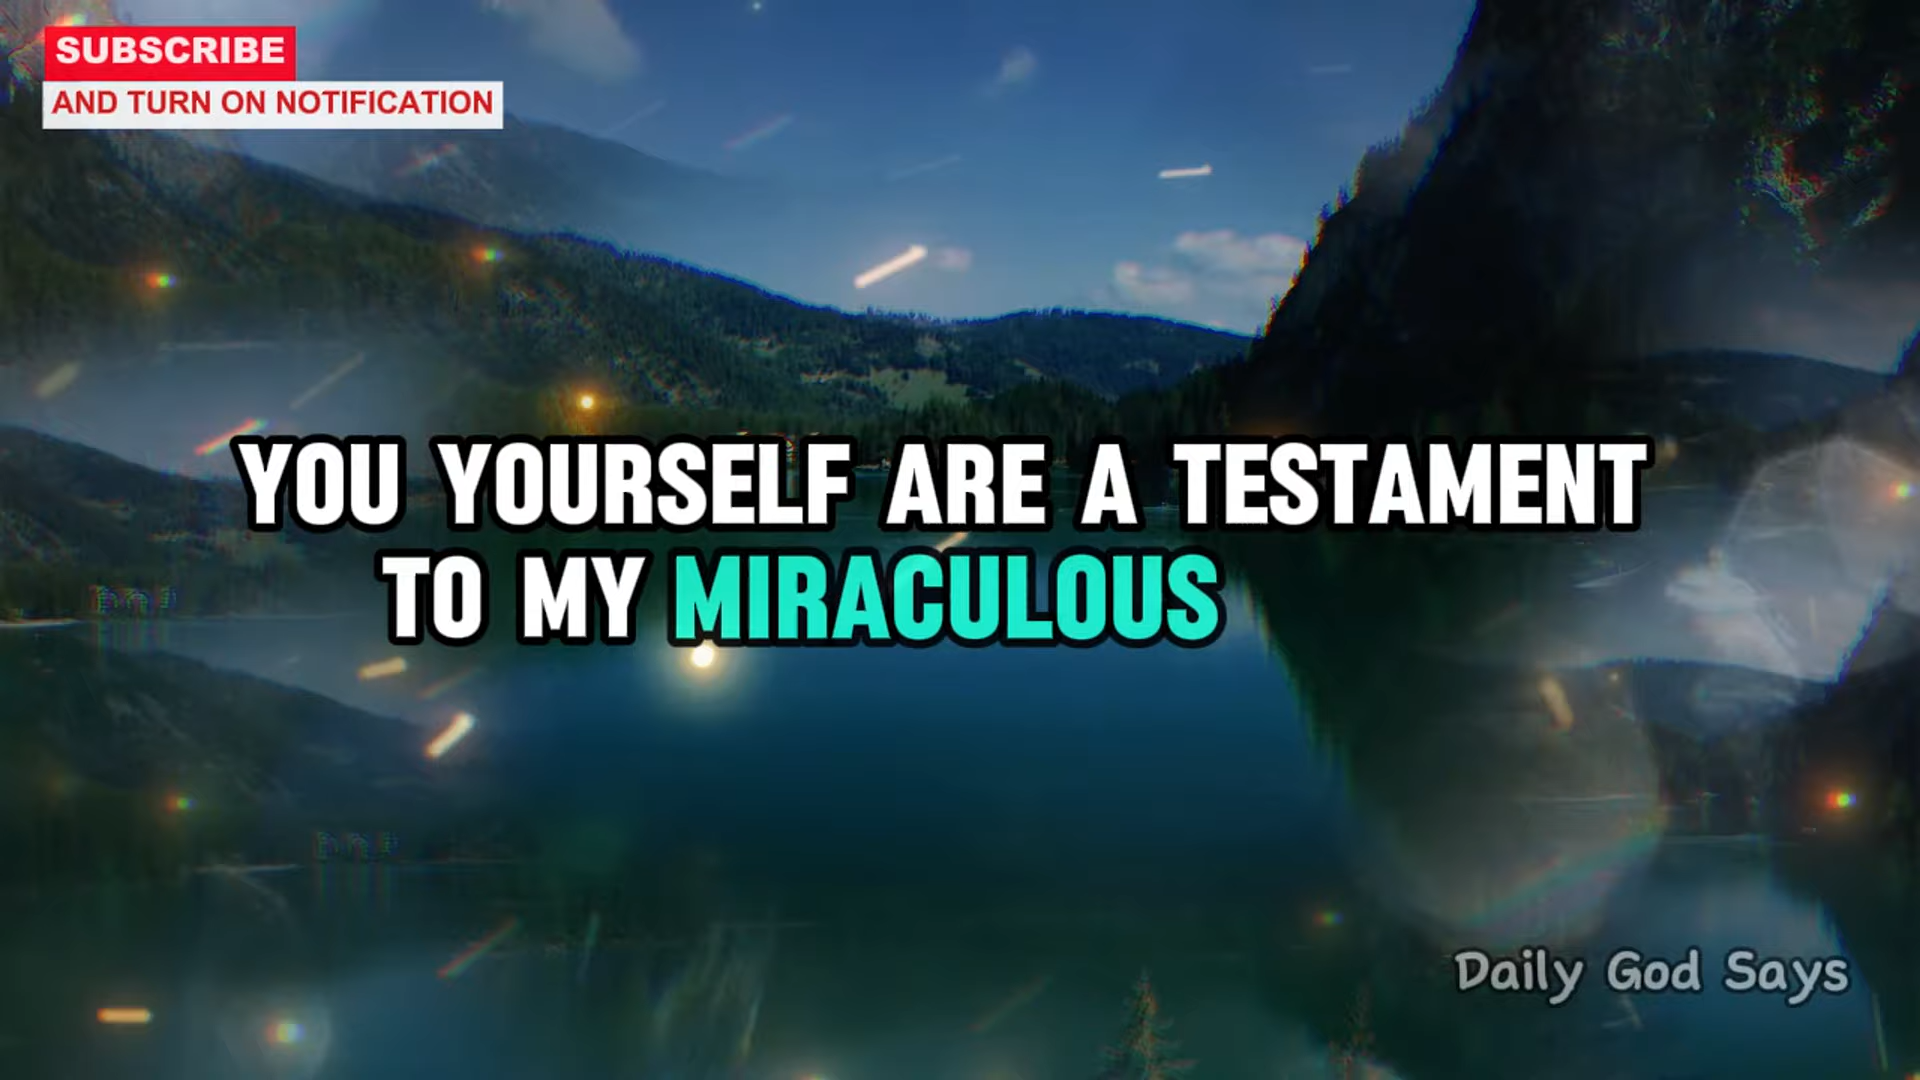 SUBSCRIBE
AND TURN ON NOTIFICATION
YOU YOURSELF ARE A TESTAMENT
TO MY MIRACULOUS
Daily God Says